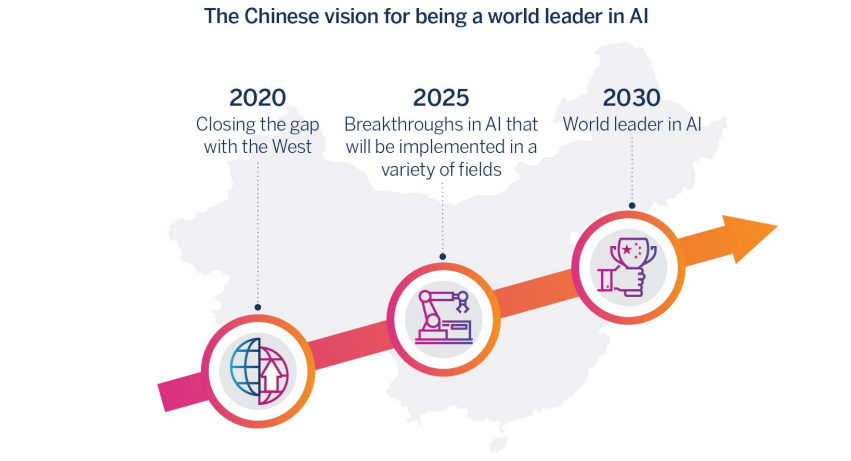 The Chinese vision for being a world leader in AI
2020
Closing the gap
with the West
2025
Breakthroughs in AI that
will be implemented in a
variety of fields
2030
World leader in AI